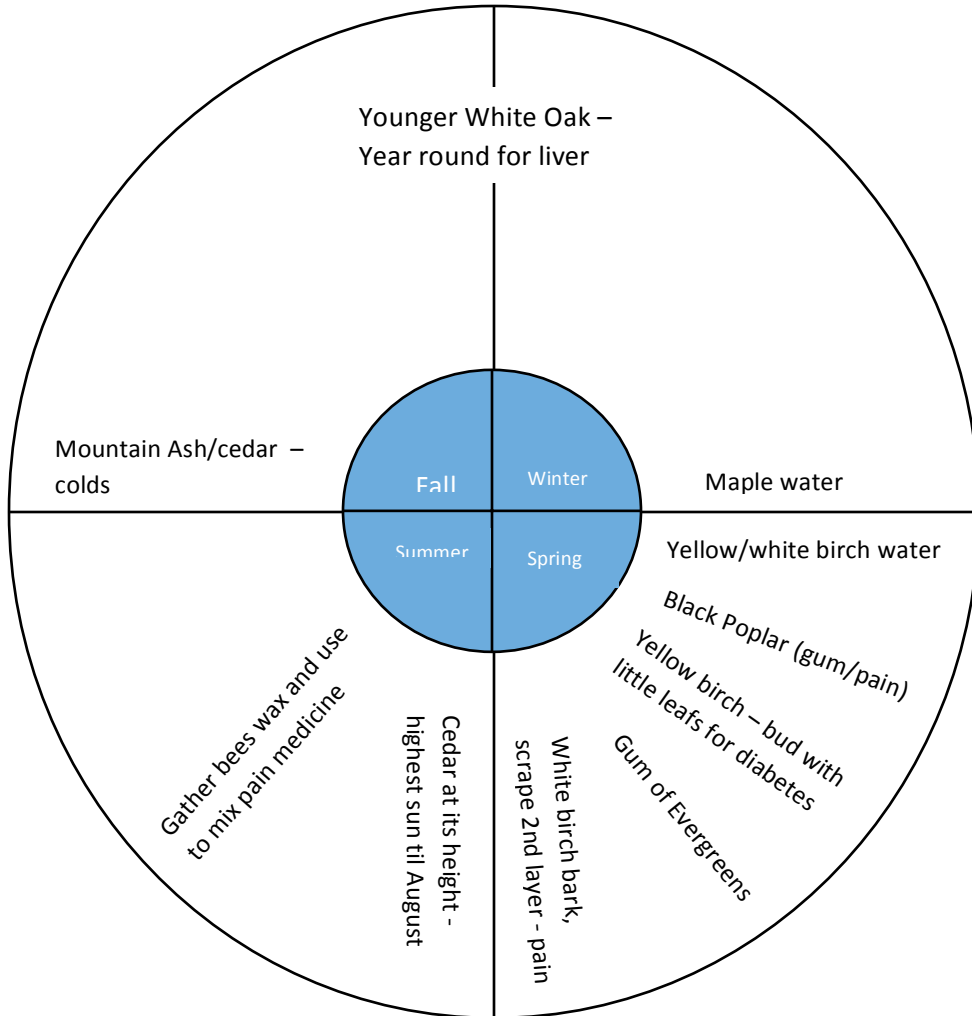 Younger White Oak –
Year round for liver
Mountain Ash/cedar –
colds
Fall
Winter
Maple water
Summer
Spring
Yellow/white birch water
Black Poplar (gum/pain)
Yellow birch – bud with
little leafs for diabetes
Gum of Evergreens
White birch bark,
scrape 2nd layer - pain
Cedar at its height -
highest sun til August
Gather bees wax and use
to mix pain medicine